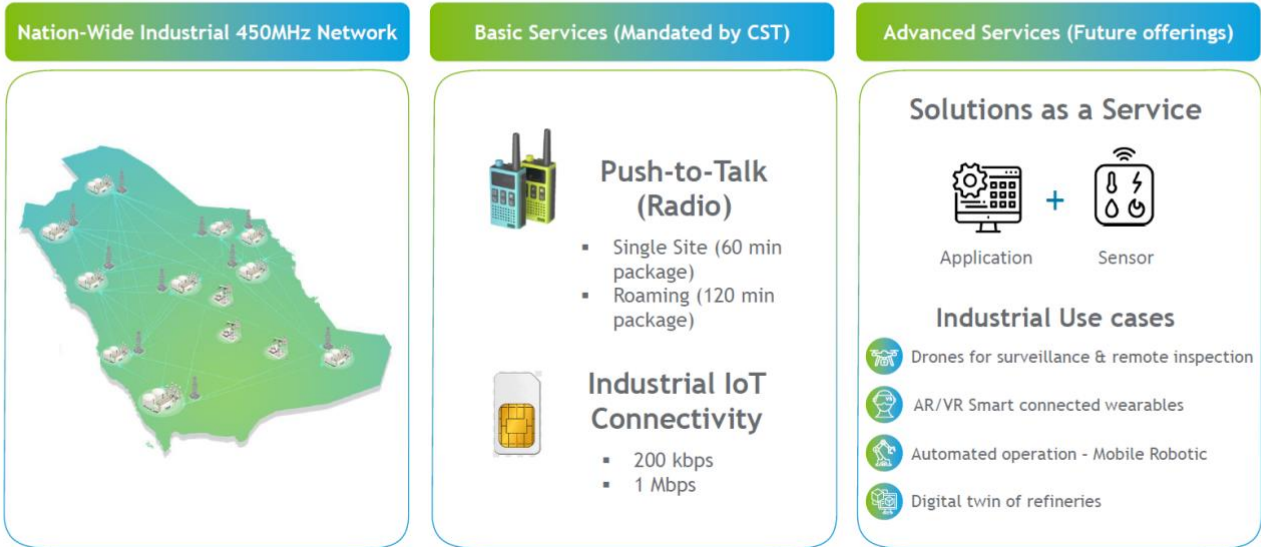 Nation-Wide Industrial 450MHz Network
Basic Services (Mandated by CST)
Push-to-Talk
(Radio)
▪ Single Site (60 min
package)
▪ Roaming (120 min
package)
Industrial IoT
Connectivity
▪ 200 kbps
▪ 1 Mbps
Advanced Services (Future offerings)
Solutions as a Service
+
Application
Sensor
Industrial Use cases
Drones for surveillance & remote inspection
AR/VR Smart connected wearables
Automated operation - Mobile Robotic
Digital twin of refineries